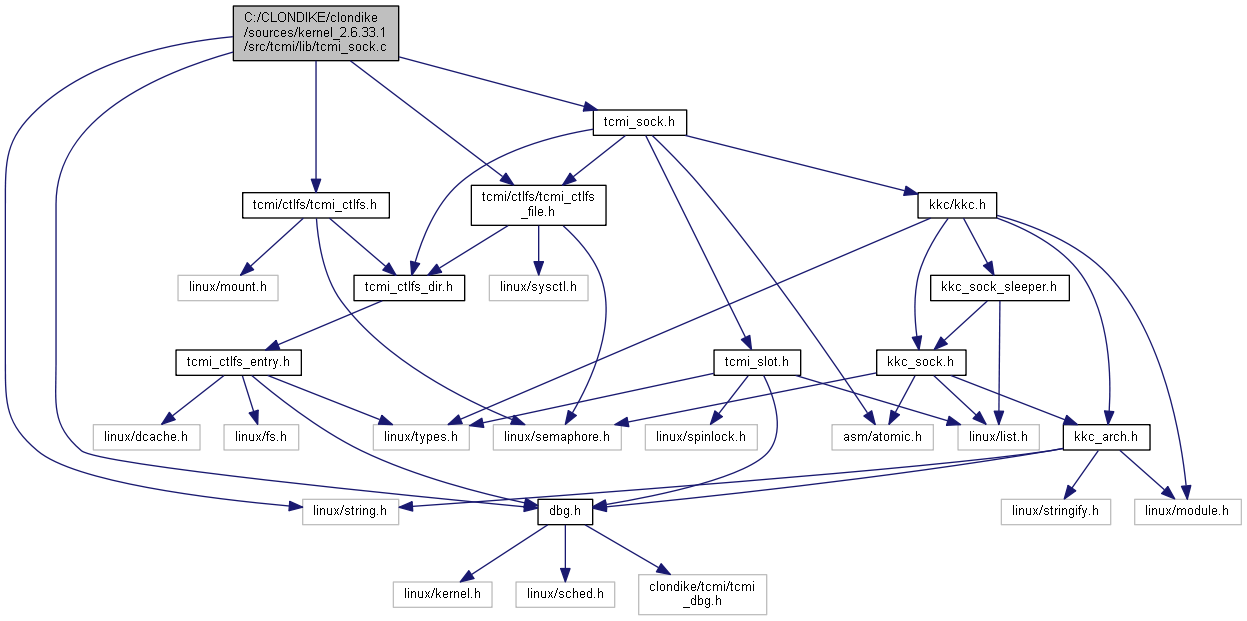 C:/CLONDIKE/clondike
/sources/kernel_2.6.33.1
/src/tcmi/lib/tcmi_sock.c
tcmi_sock.h
tcmi/ctlfs/tcmi_ctlfs.h
tcmi/ctlfs/tcmi_ctlfs
_file.h
kkc/kkc.h
linux/mount.h
tcmi_ctlfs_dir.h
linux/sysctl.h
kkc_sock_sleeper.h
tcmi_ctlfs_entry.h
tcmi_slot.h
kkc_sock.h
linux/dcache.h
linux/fs.h
linux/types.h
linux/semaphore.h
linux/spinlock.h
asm/atomic.h
linux/list.h
kkc_arch.h
linux/string.h
dbg.h
linux/stringify.h
linux/module.h
linux/kernel.h
linux/sched.h
clondike/tcmi/tcmi
_dbg.h